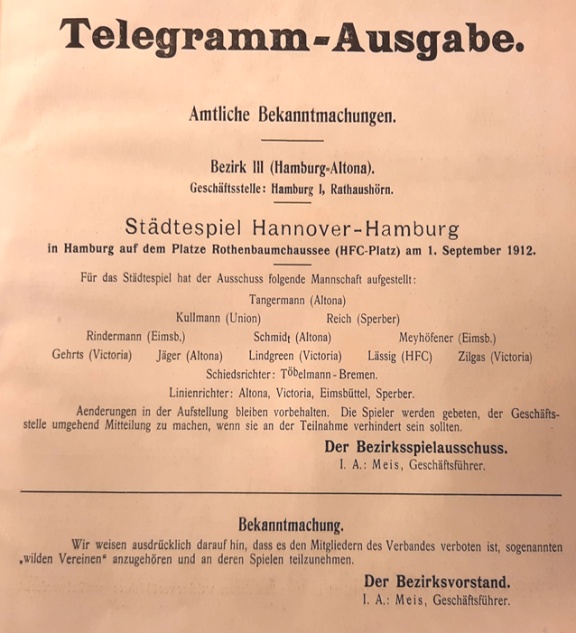 Telegramm-Ausgabe.
Amtliche Bekanntmachungen.
Bezirk III (Hamburg-Altona).
Geschäftsstelle: Hamburg I, Rathaushörn.
Städtespiel Hannover-Hamburg
in Hamburg auf dem Platze Rothenbaumchaussee (HFC-Platz) am 1. September 1912.
Für das Städtespiel hat der Ausschuss folgende Mannschaft aufgestellt:
Tangermann (Altona)
Kullmann (Union) Reich (Sperber)
Rindermann (Eimsb.) Schmidt (Altona) Meyhöfener (Eimsb.)
Gehrts (Victoria) Jäger (Altona) Lindgreen (Victoria) Lässig (HFC) Zilgas (Victoria)
Schiedsrichter: Töbelmann-Bremen.
Linienrichter: Altona, Victoria, Eimsbüttel, Sperber.
Aenderungen in der Aufstellung bleiben vorbehalten. Die Spieler werden gebeten, der Geschäfts-
stelle umgehend Mitteilung zu machen, wenn sie an der Teilnahme verhindert sein sollten.
Der Bezirksspielausschuss.
I. A.: Meis, Geschäftsführer.
Bekanntmachung.
Wir weisen ausdrücklich darauf hin, dass es den Mitgliedern des Verbandes verboten ist, sogenannten
„wilden Vereinen“ anzugehören und an deren Spielen teilzunehmen.
Der Bezirksvorstand.
I. A.: Meis, Geschäftsführer.